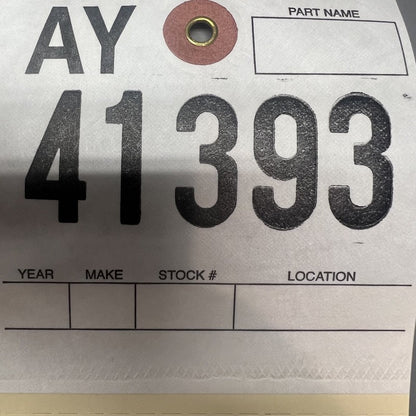 AY
PART NAME
41393
YEAR MAKE STOCK # LOCATION